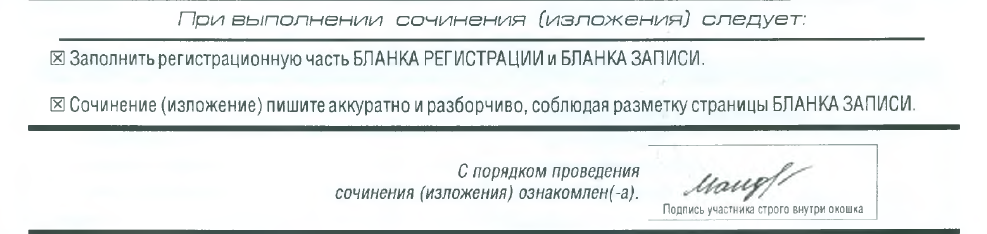 При выполнении сочинения (изложения) следует:
☒ Заполнить регистрационную часть БЛАНКА РЕГИСТРАЦИИ и БЛАНКА ЗАПИСИ.
☒ Сочинение (изложение) пишите аккуратно и разборчиво, соблюдая разметку страницы БЛАНКА ЗАПИСИ.
С порядком проведения
сочинения (изложения) ознакомлен(-а).
Подпись участника строго внутри окошка